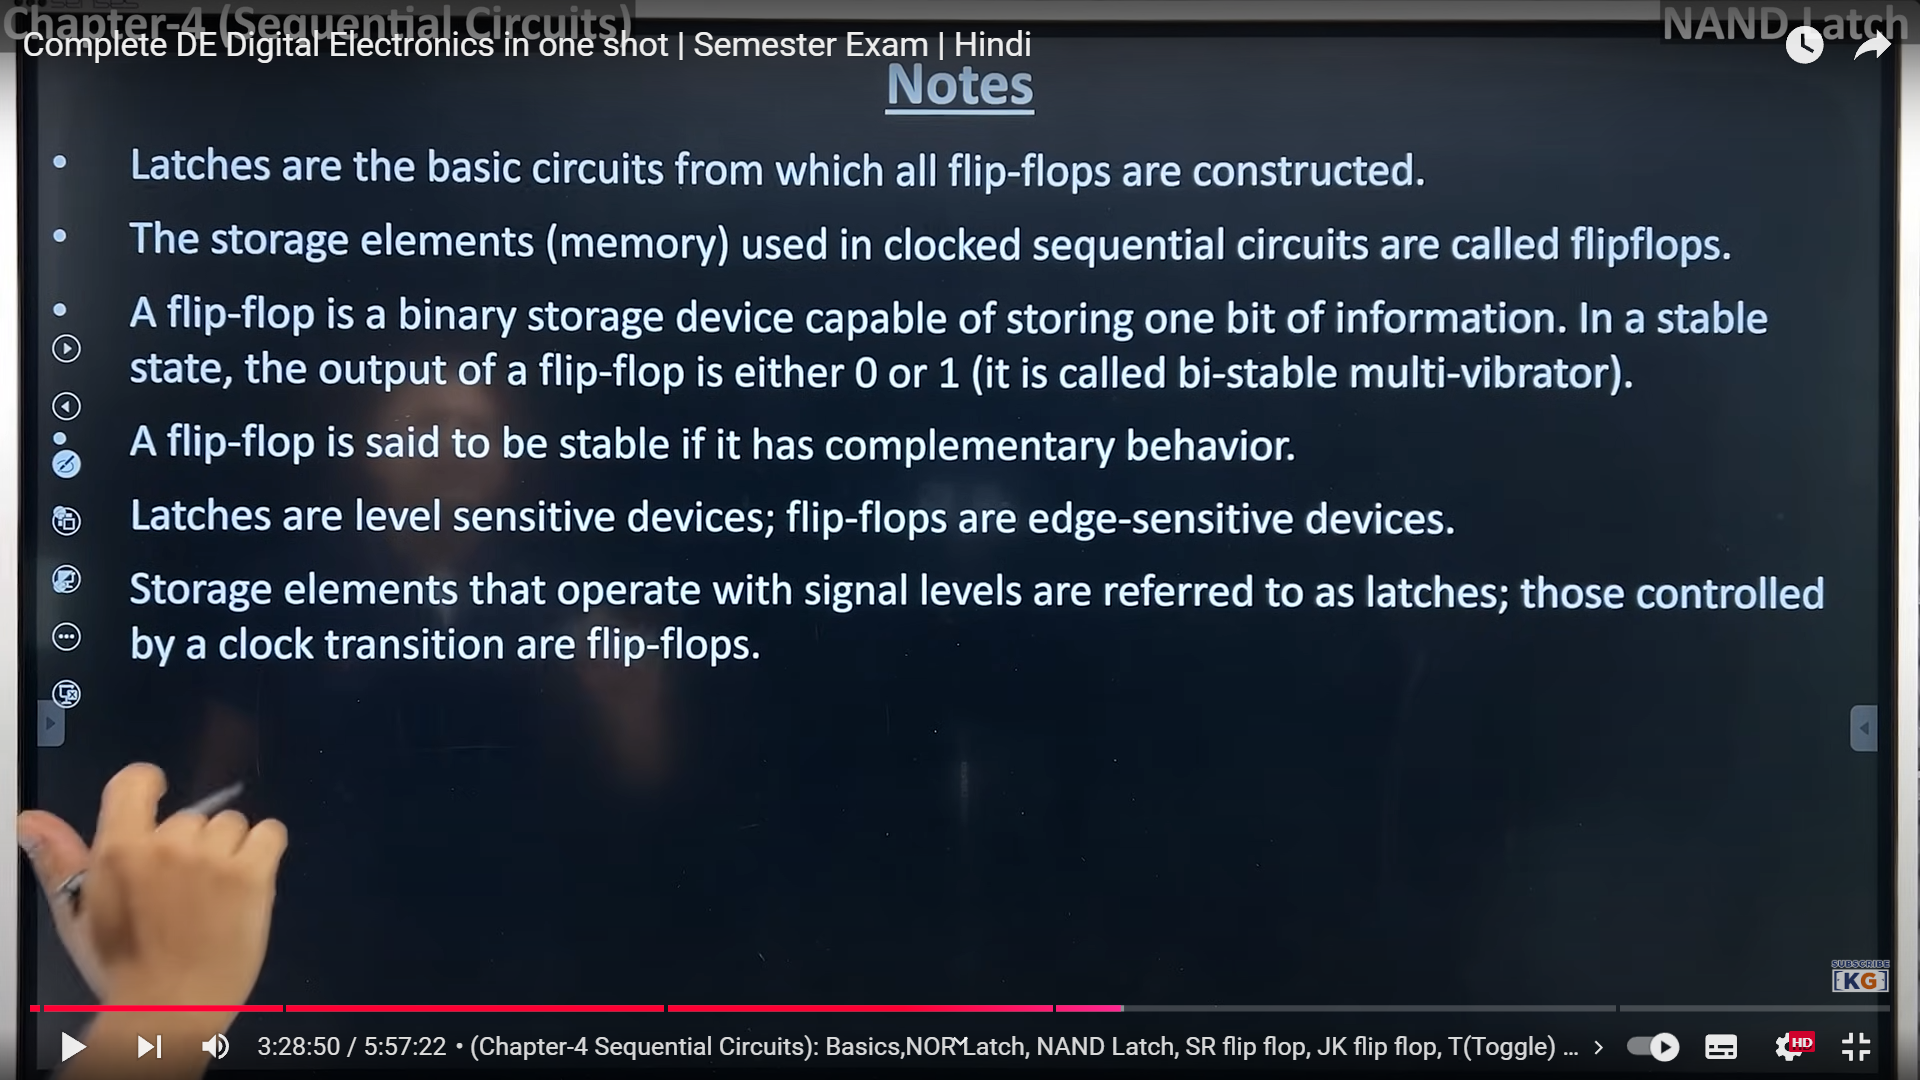 Chapter-4 (Sequential Circuits)
NAND Latch
Complete DE Digital Electronics in one shot | Semester Exam | Hindi
Notes
• Latches are the basic circuits from which all flip-flops are constructed.
• The storage elements (memory) used in clocked sequential circuits are called flipflops.
• A flip-flop is a binary storage device capable of storing one bit of information. In a stable
state, the output of a flip-flop is either 0 or 1 (it is called bi-stable multi-vibrator).
• A flip-flop is said to be stable if it has complementary behavior.
Latches are level sensitive devices; flip-flops are edge-sensitive devices.
Storage elements that operate with signal levels are referred to as latches; those controlled
by a clock transition are flip-flops.
SUBSCRIBE
KG
3:28:50 / 5:57:22 • (Chapter-4 Sequential Circuits): Basics,NOR Latch, NAND Latch, SR flip flop, JK flip flop, T(Toggle) ...
HD